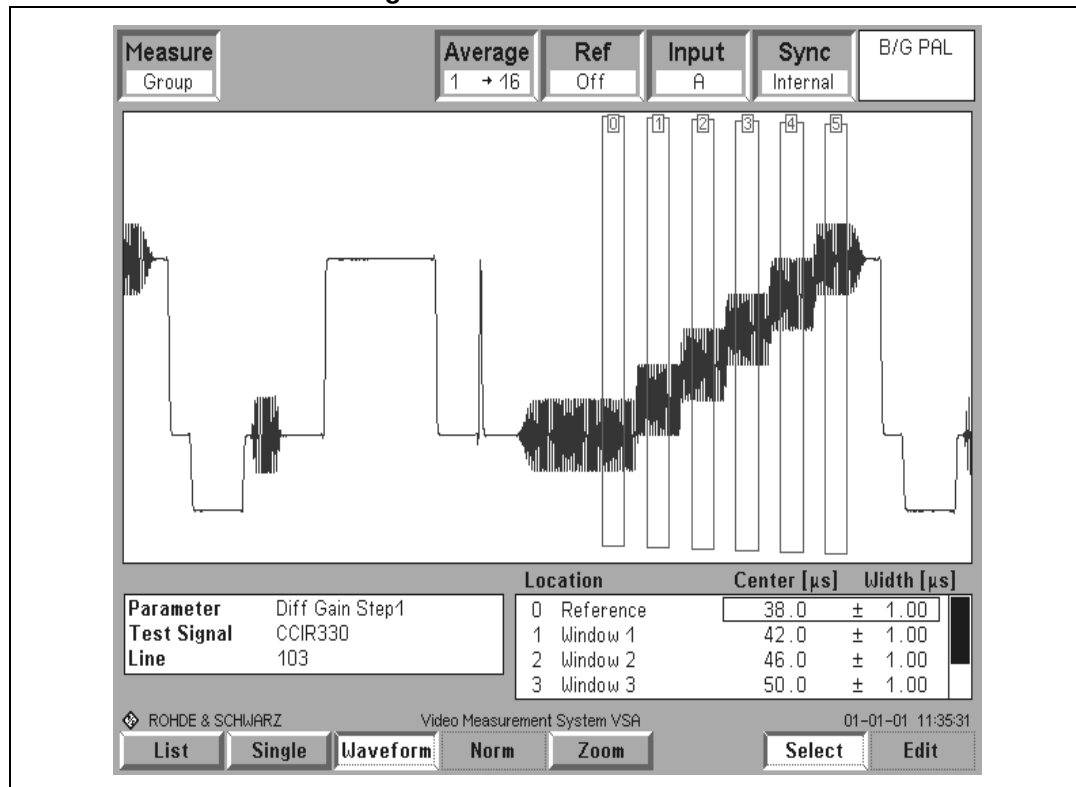 Measure
Group
Average
1 → 16
Ref
Off
Input
A
Sync
Internal
B/G PAL
0 1 2 3 4 5
Parameter Diff Gain Step1
Test Signal CCIR330
Line 103
Location Center [µs] Width [µs]
0 Reference 38.0 ± 1.00
1 Window 1 42.0 ± 1.00
2 Window 2 46.0 ± 1.00
3 Window 3 50.0 ± 1.00
ROHDE & SCHWARZ Video Measurement System VSA 01-01-01 11:35:31
List Single Waveform Norm Zoom Select Edit